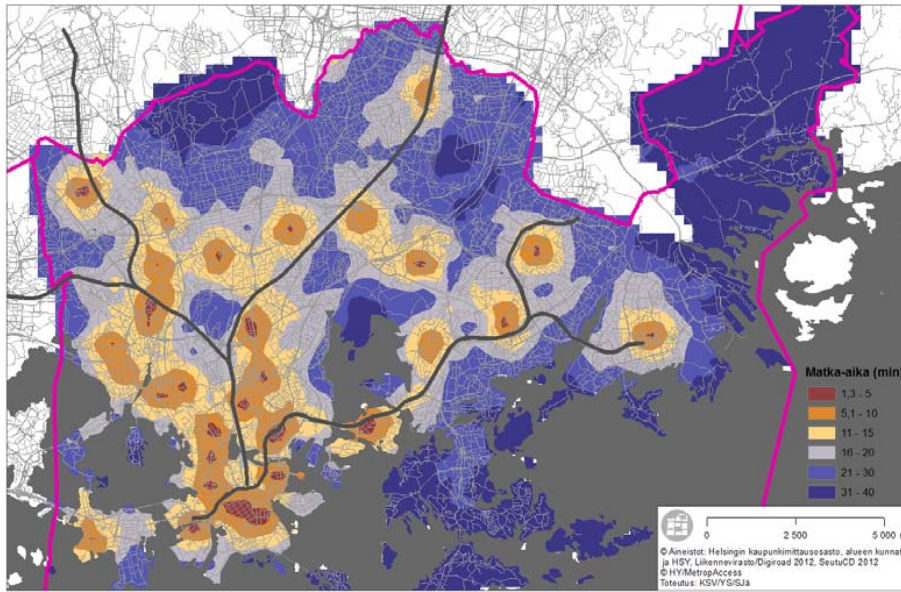 Matka-aika (min)
1,3 - 5
5,1 - 10
11 - 15
16 - 20
21 - 30
31 - 40
0 2 500 5 000
© Aineistot: Helsingin kaupunkimittausosasto, alueen kunnat
ja HSY, Liikennevirasto/Digiroad 2012, SeutuCD 2012
© HY/MetropAccess
Toteutus: KSV/YS/SJä